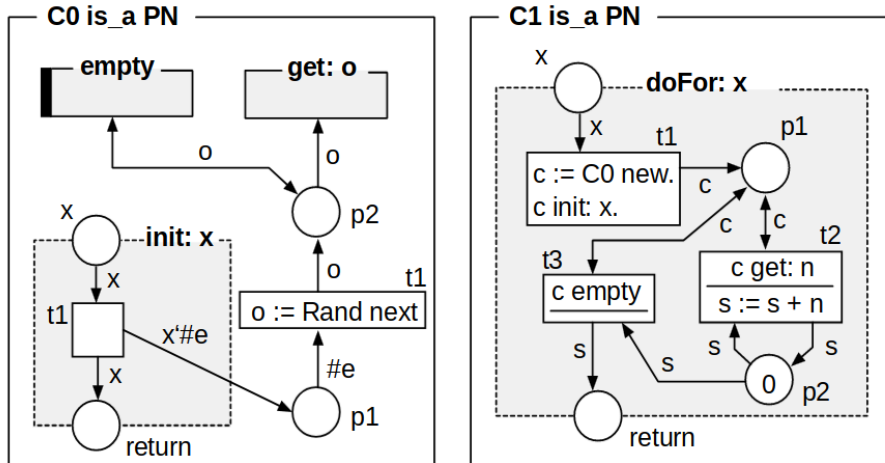 C0 is_a PN
empty
get: o
o
o
x
p2
init: x
x
o
t1
t1
o := Rand next
x‘#e
#e
x
p1
return
C1 is_a PN
x
doFor: x
x
t1
p1
c := C0 new.
c init: x.
c
c
c
t2
t3
c get: n
c empty
s := s + n
s
s
s
s
0
p2
return